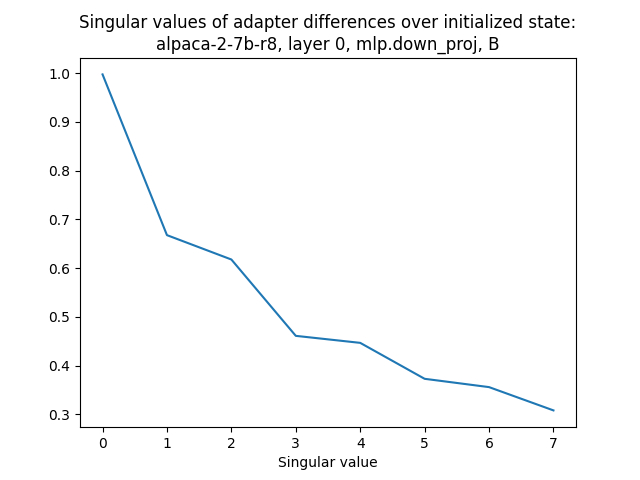 Singular values of adapter differences over initialized state:
alpaca-2-7b-r8, layer 0, mlp.down_proj, B
1.0
0.9
0.8
0.7
0.6
0.5
0.4
0.3
0 1 2 3 4 5 6 7
Singular value